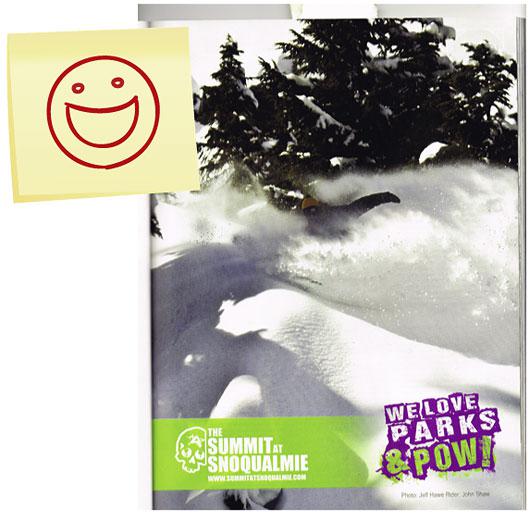 THE
SUMMIT AT
SNOQUALMIE
WWW.SUMMITATSNOQUALMIE.COM
WE LOVE
PARKS
& POW!
Photo: Jeff Hawe Rider: John Shaw